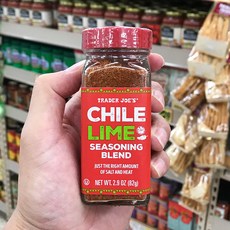 TRADER JOE'S
CHILE
LIME
SEASONING
BLEND
JUST THE RIGHT AMOUNT
OF SALT AND HEAT
NET WT. 2.9 OZ (82g)